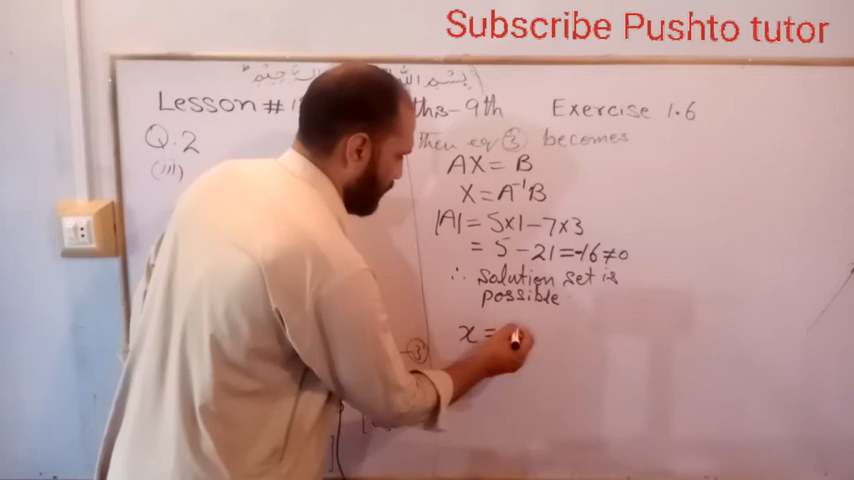 Subscribe Pushto tutor
Lesson # ths-9th Exercise 1.6
Q.2
(iii)
Then eq ③ becomes
AX = B
X = A⁻¹B
|A| = 5×1-7×3
= 5-21=-16≠0
∴ Solution set is
possible
x =
③